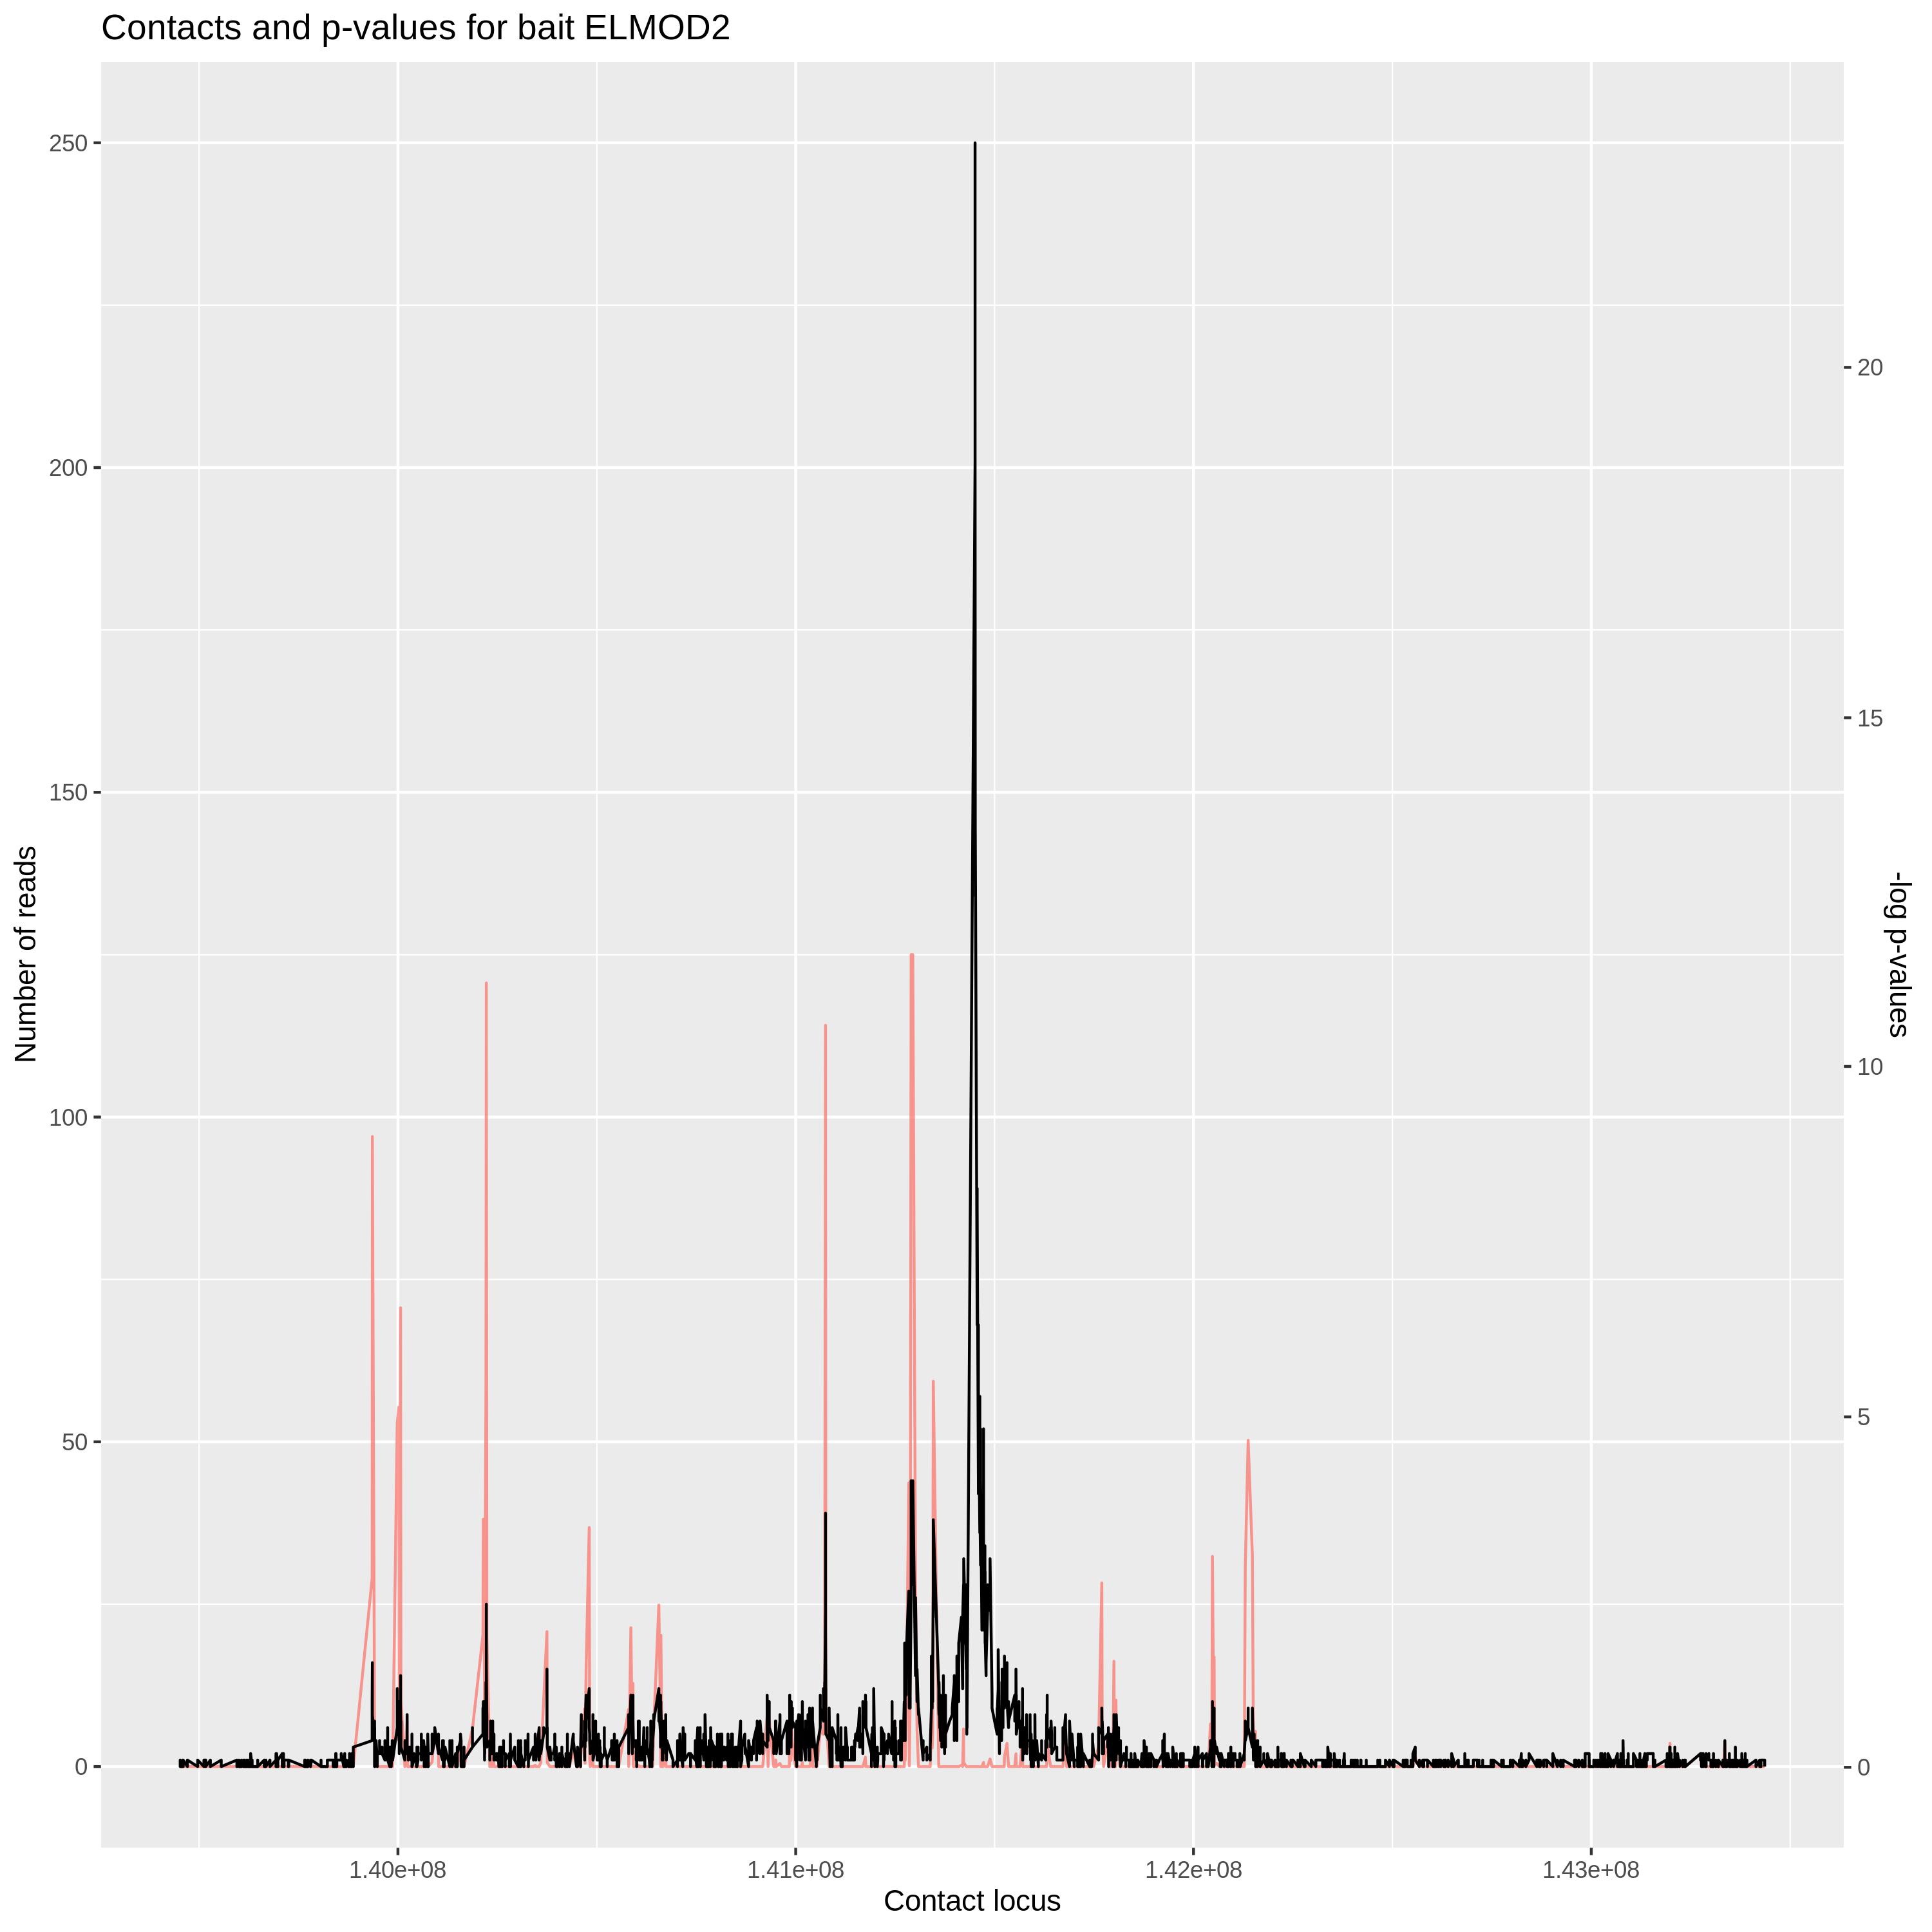 Contacts and p-values for bait ELMOD2
250
200
150
100
50
0
Number of reads
20
15
10
5
0
-log p-values
1.40e+08 1.41e+08 1.42e+08 1.43e+08
Contact locus